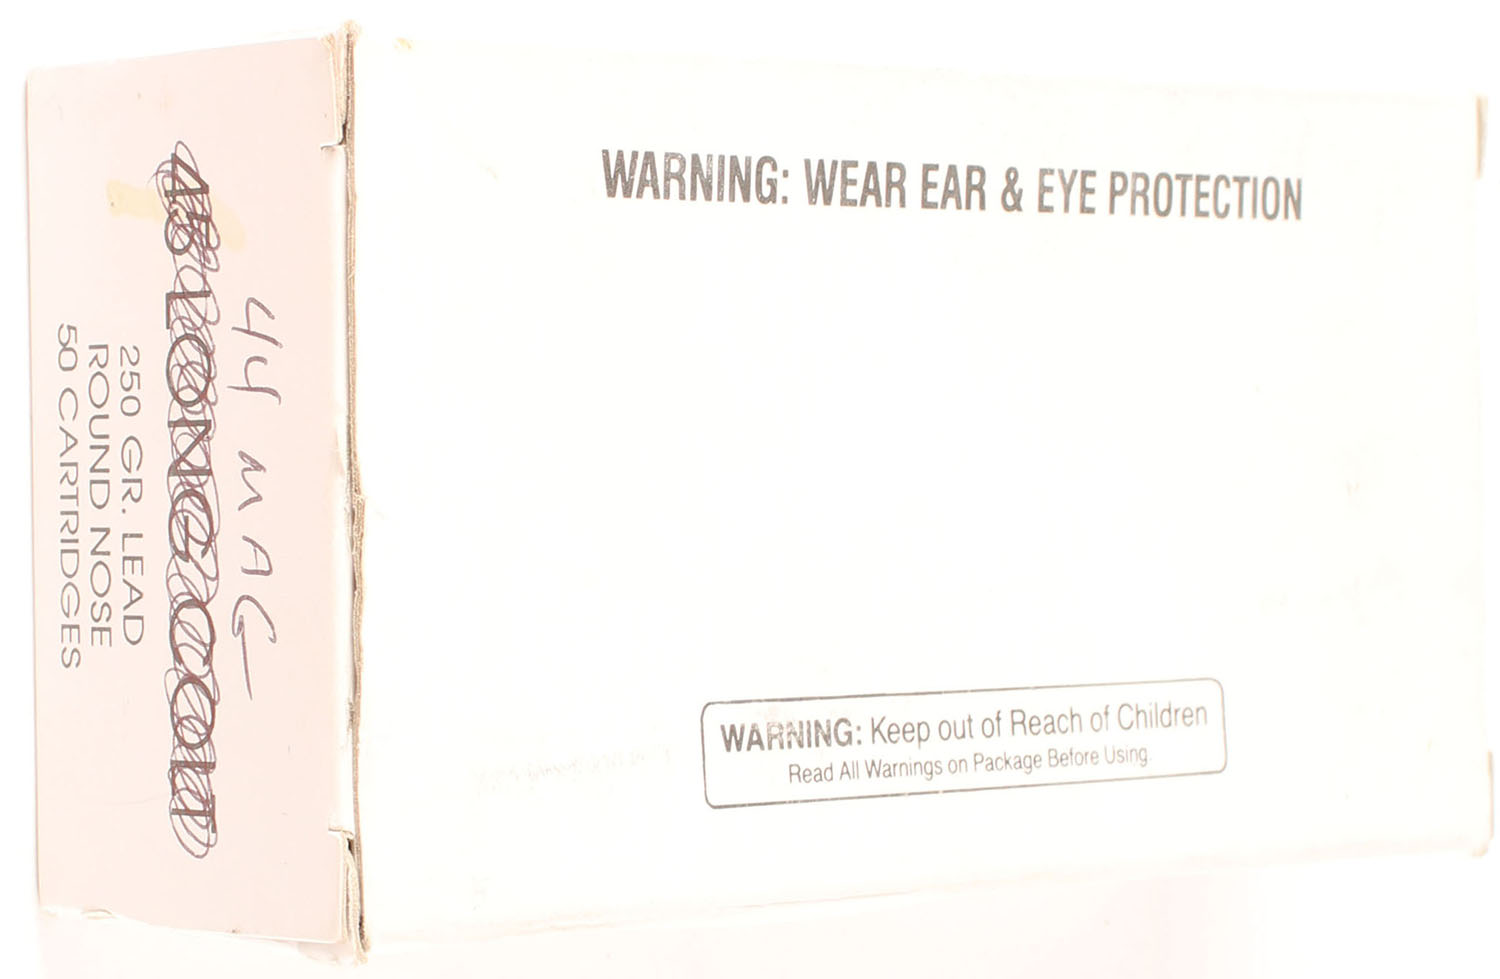 44 MAG
45 LONG COLT
250 GR. LEAD
ROUND NOSE
50 CARTRIDGES
WARNING: WEAR EAR & EYE PROTECTION
WARNING: Keep out of Reach of Children
Read All Warnings on Package Before Using.